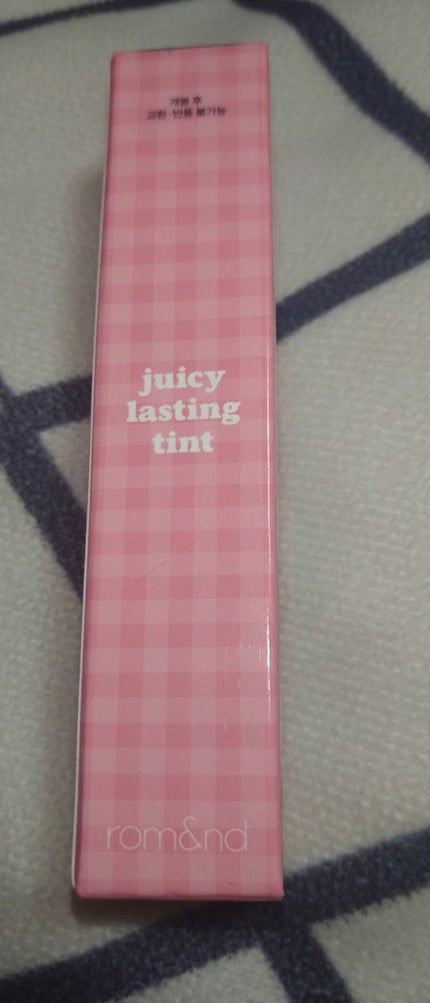 개봉 후
교환·반품 불가능
juicy
lasting
tint
rom&nd